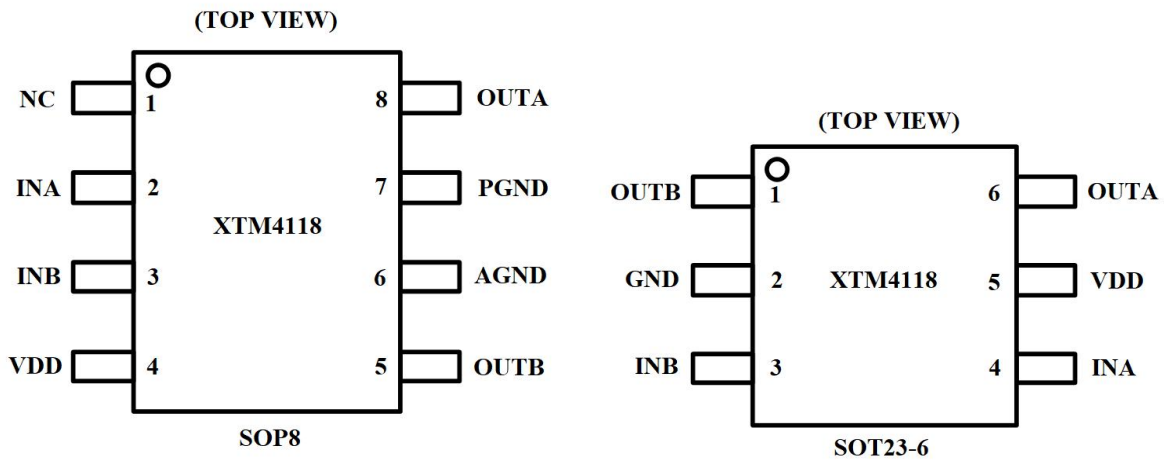 (TOP VIEW)
NC 1 8 OUTA
INA 2 7 PGND
XTM4118
INB 3 6 AGND
VDD 4 5 OUTB
SOP8
(TOP VIEW)
OUTB 1 6 OUTA
GND 2 XTM4118 5 VDD
INB 3 4 INA
SOT23-6